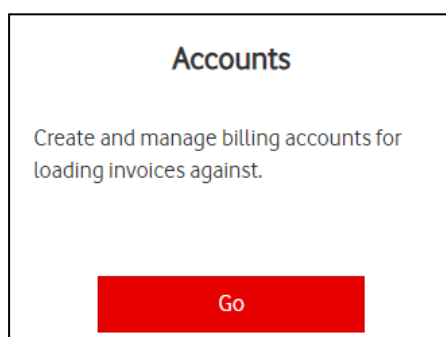 Accounts
Create and manage billing accounts for
loading invoices against.
Go